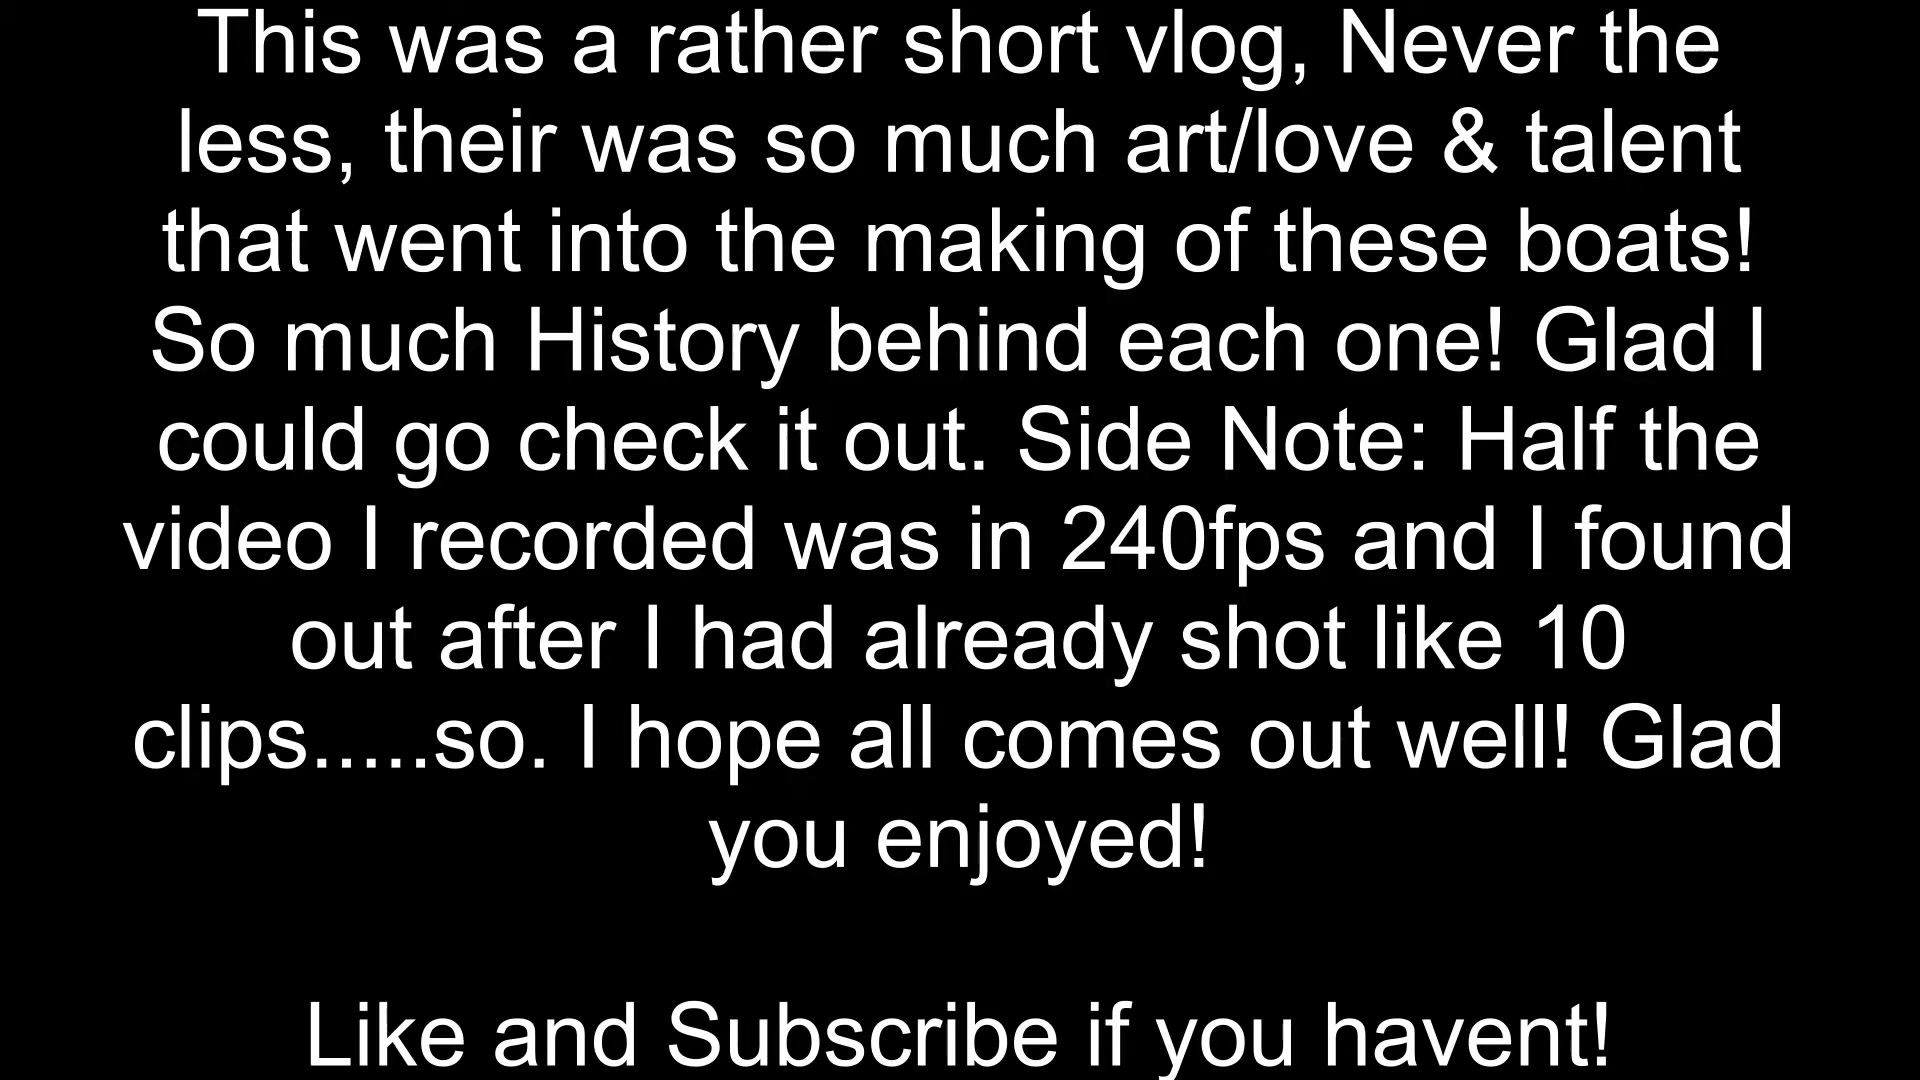 This was a rather short vlog, Never the
less, their was so much art/love & talent
that went into the making of these boats!
So much History behind each one! Glad I
could go check it out. Side Note: Half the
video I recorded was in 240fps and I found
out after I had already shot like 10
clips.....so. I hope all comes out well! Glad
you enjoyed!
Like and Subscribe if you havent!